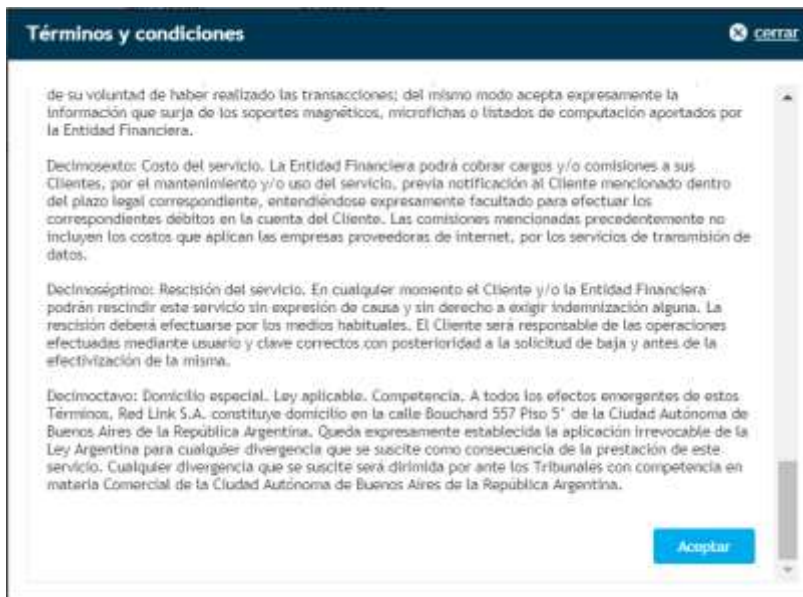 Términos y condiciones
cerrar
de su voluntad de haber realizado las transacciones; del mismo modo acepta expresamente la
información que surja de los soportes magnéticos, microfichas o listados de computación aportados por
la Entidad Financiera.
Decimosexto: Costo del servicio. La Entidad Financiera podrá cobrar cargos y/o comisiones a sus
Clientes, por el mantenimiento y/o uso del servicio, previa notificación al Cliente mencionado dentro
del plazo legal correspondiente, entendiéndose expresamente facultado para efectuar los
correspondientes débitos en la cuenta del Cliente. Las comisiones mencionadas precedentemente no
incluyen los costos que aplican las empresas proveedoras de internet, por los servicios de transmisión de
datos.
Decimoséptimo: Rescisión del servicio. En cualquier momento el Cliente y/o la Entidad Financiera
podrán rescindir este servicio sin expresión de causa y sin derecho a exigir indemnización alguna. La
rescisión deberá efectuarse por los medios habituales. El Cliente será responsable de las operaciones
efectuadas mediante usuario y clave correctos con posterioridad a la solicitud de baja y antes de la
efectivización de la misma.
Decimoctavo: Domicilio especial. Ley aplicable. Competencia. A todos los efectos emergentes de estos
Términos, Red Link S.A. constituye domicilio en la calle Bouchard 557 Piso 5° de la Ciudad Autónoma de
Buenos Aires de la República Argentina. Queda expresamente establecida la aplicación irrevocable de la
Ley Argentina para cualquier divergencia que se suscite como consecuencia de la prestación de este
servicio. Cualquier divergencia que se suscite será dirimida por ante los Tribunales con competencia en
materia Comercial de la Ciudad Autónoma de Buenos Aires de la República Argentina.
Aceptar